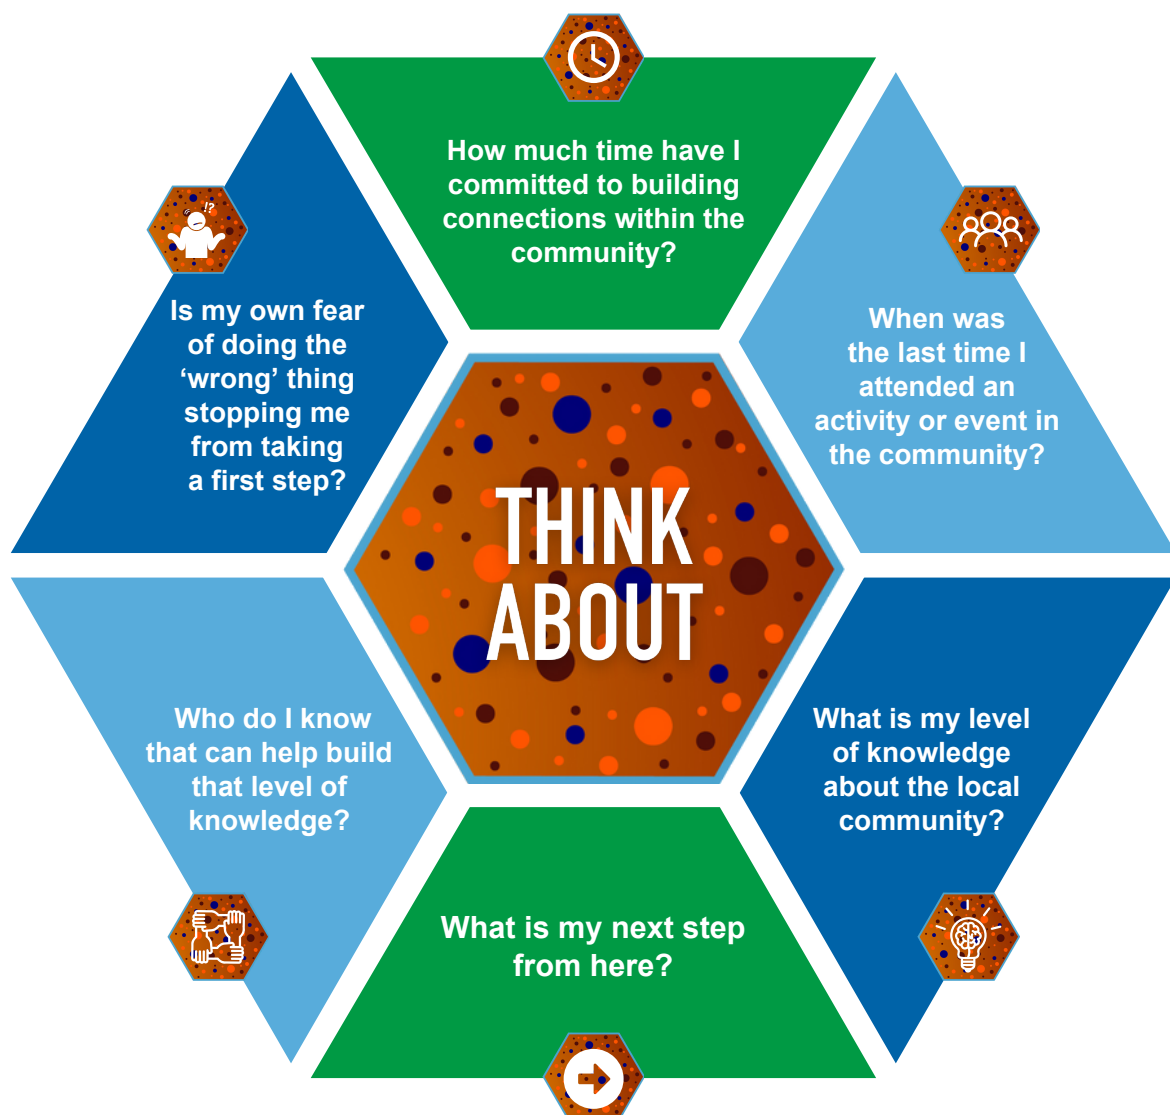 How much time have I
committed to building
connections within the
community?
When was
the last time I
attended an
activity or event in
the community?
What is my level
of knowledge
about the local
community?
What is my next step
from here?
Who do I know
that can help build
that level of
knowledge?
!?
Is my own fear
of doing the
‘wrong’ thing
stopping me
from taking
a first step?
THINK
ABOUT